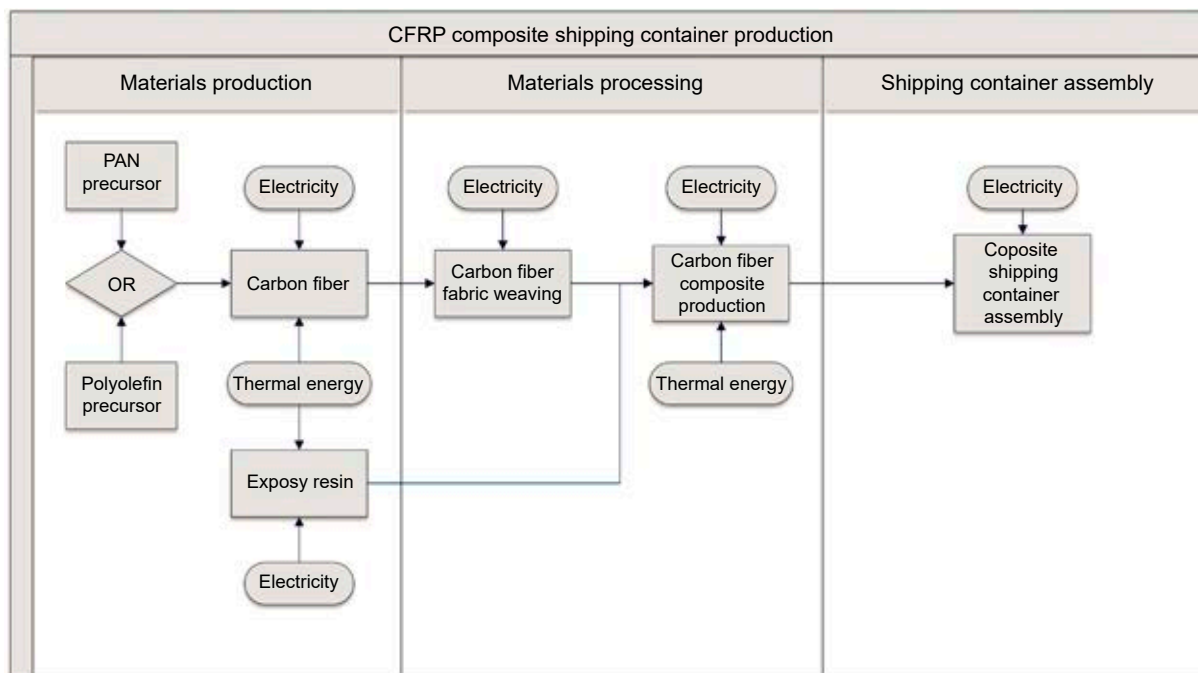 CFRP composite shipping container production
Materials production
Materials processing
Shipping container assembly
PAN
precursor
Electricity
Electricity
Electricity
Electricity
OR
Carbon fiber
Carbon fiber
fabric weaving
Carbon fiber
composite
production
Coposite
shipping
container
assembly
Polyolefin
precursor
Thermal energy
Thermal energy
Exposy resin
Electricity